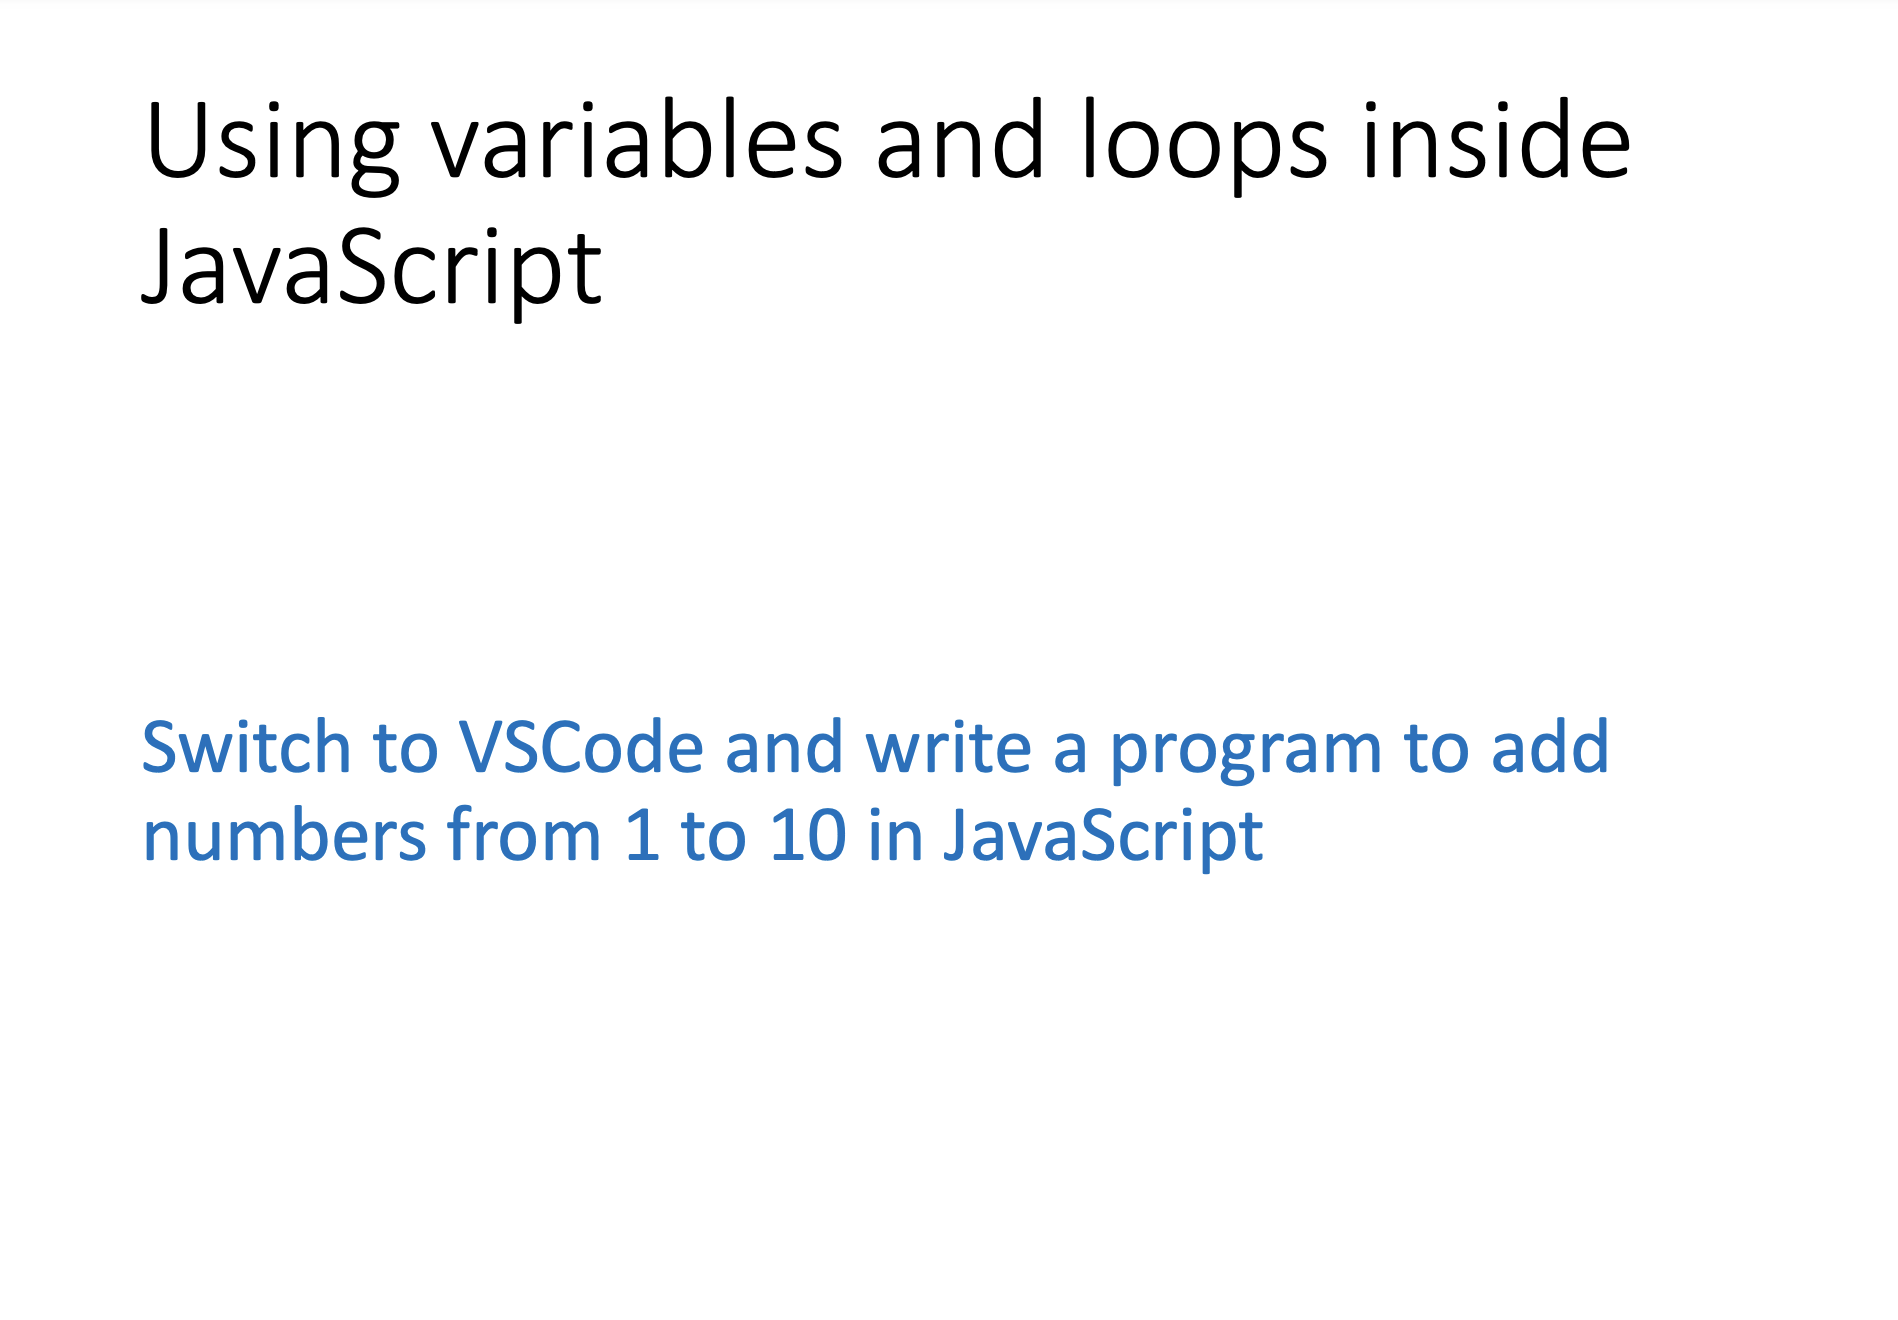 Using variables and loops inside
JavaScript
Switch to VSCode and write a program to add
numbers from 1 to 10 in JavaScript